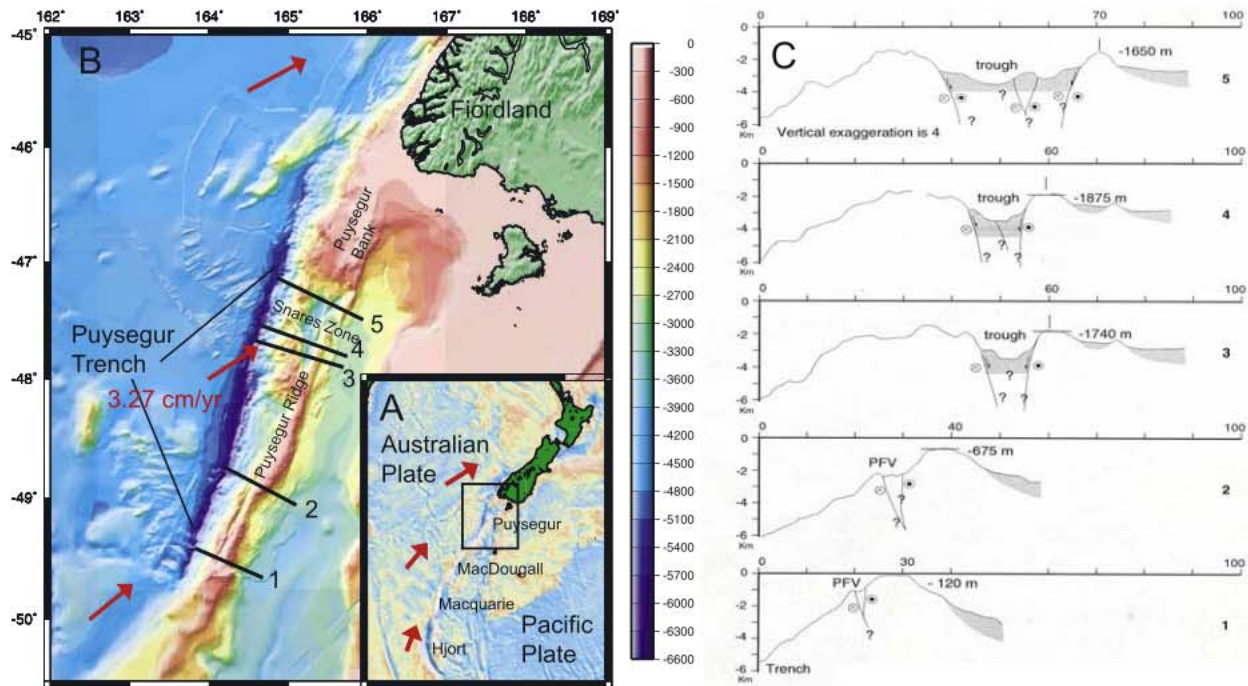 162° 163° 164° 165° 166° 167° 168° 169°
-45°
-46°
-47°
-48°
-49°
-50°
B
Fiordland
Puysegur
Bank
Snares Zone
Puysegur
Trench
3.27 cm/yr
Puysegur Ridge
5
4
3
2
1
A
Australian
Plate
Puysegur
MacDougall
Macquarie
Hjort
Pacific
Plate
0
-300
-600
-900
-1200
-1500
-1800
-2100
-2400
-2700
-3000
-3300
-3600
-3900
-4200
-4500
-4800
-5100
-5400
-5700
-6000
-6300
-6600
C
0 70 100
0
-2
-4
-6
Km
trough
-1650 m
5
? ? ? ?
Vertical exaggeration is 4
0 60 100
0
-2
-4
-6
Km
trough
-1875 m
4
? ?
0 60 100
0
-2
-4
-6
Km
trough
-1740 m
3
?
? ?
0 40 100
0
-2
-4
-6
Km
PFV
-675 m
2
?
?
0 30 100
0
-2
-4
-6
Km
PFV
- 120 m
1
?
Trench